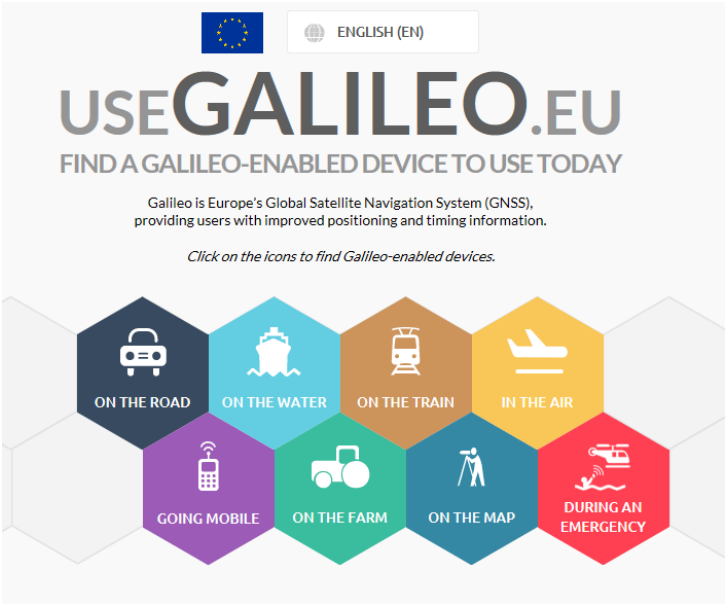 ENGLISH (EN)
USEGALILEO.EU
FIND A GALILEO-ENABLED DEVICE TO USE TODAY
Galileo is Europe's Global Satellite Navigation System (GNSS),
providing users with improved positioning and timing information.
Click on the icons to find Galileo-enabled devices.
ON THE ROAD
ON THE WATER
ON THE TRAIN
IN THE AIR
GOING MOBILE
ON THE FARM
ON THE MAP
DURING AN
EMERGENCY